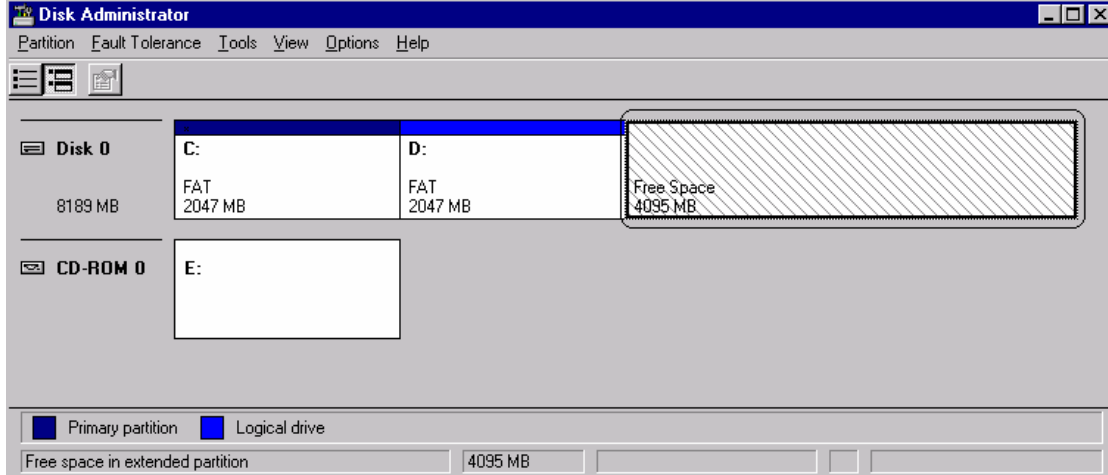 Disk Administrator
Partition Fault Tolerance Tools View Options Help
Disk 0
8189 MB
C:
FAT
2047 MB
D:
FAT
2047 MB
Free Space
4095 MB
CD-ROM 0
E:
Primary partition Logical drive
Free space in extended partition 4095 MB